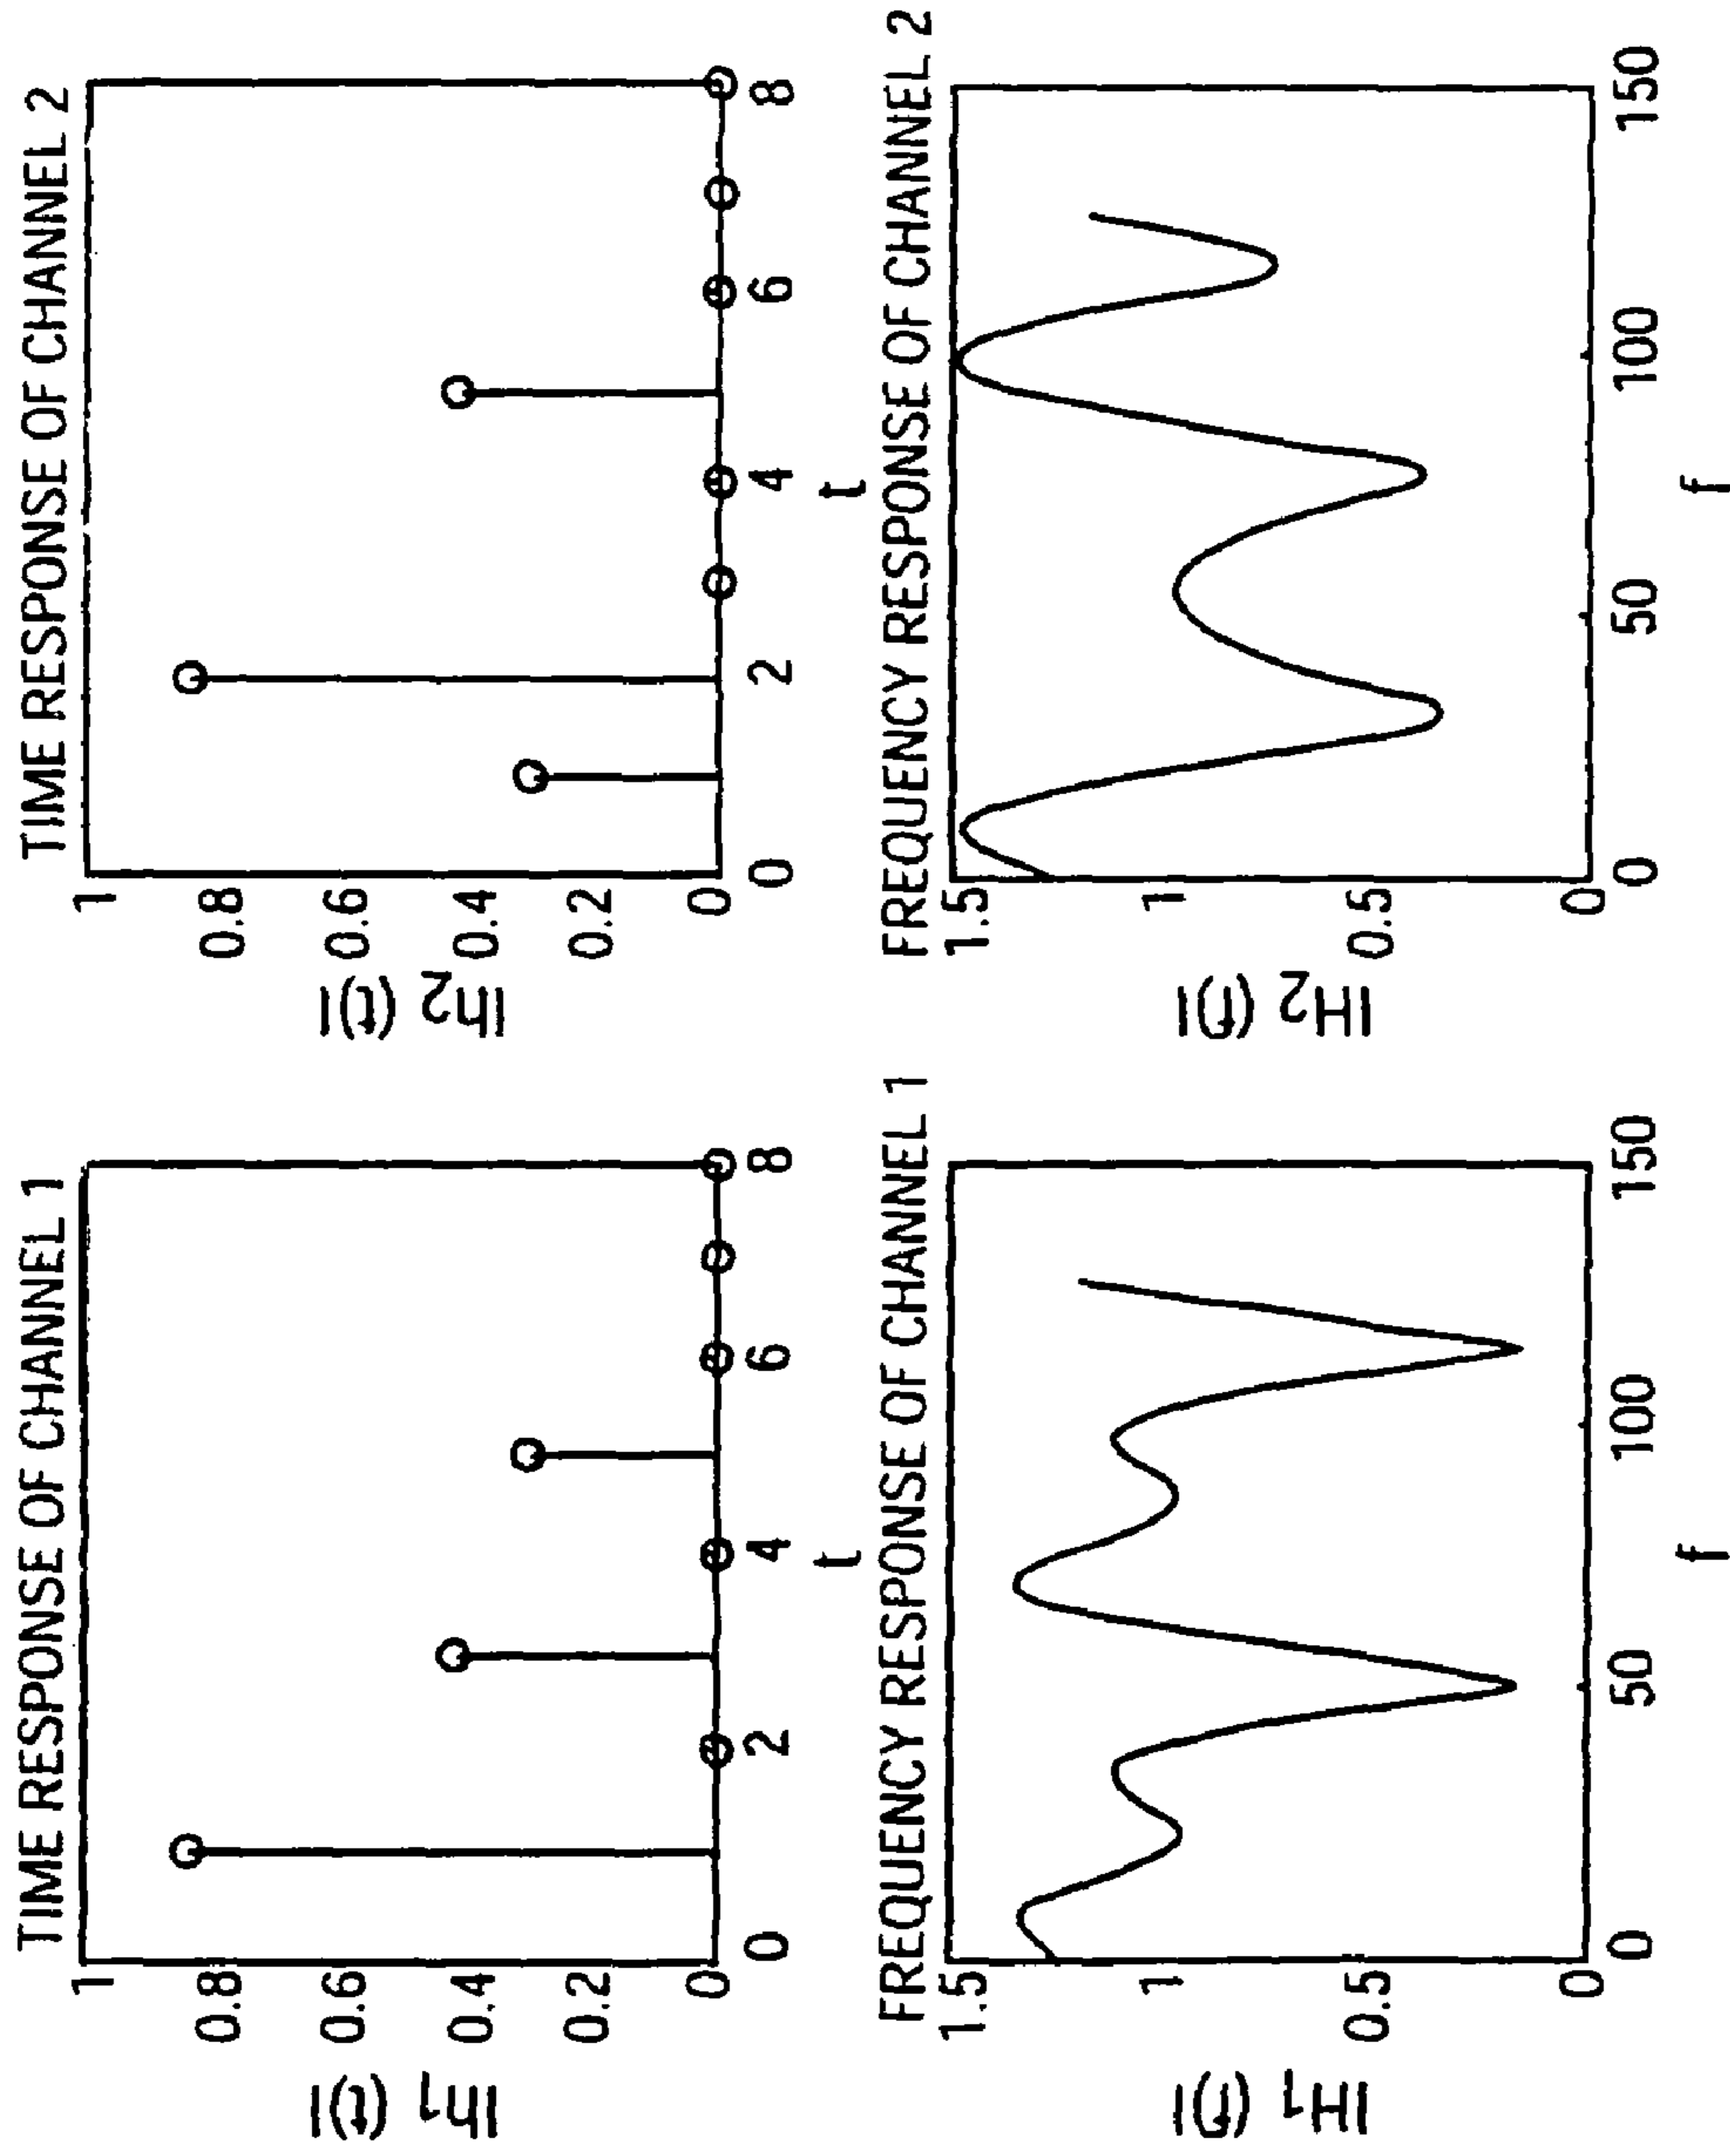 TIME RESPONSE OF CHANNEL 1
|h1 (t)|
1
0.8
0.6
0.4
0.2
0
0 2 4 6 8
t
TIME RESPONSE OF CHANNEL 2
|h2 (t)|
1
0.8
0.6
0.4
0.2
0
0 2 4 6 8
t
FREQUENCY RESPONSE OF CHANNEL 1
|H1 (f)|
1.5
1
0.5
0
0 50 100 150
f
FREQUENCY RESPONSE OF CHANNEL 2
|H2 (f)|
1.5
1
0.5
0
0 50 100 150
f